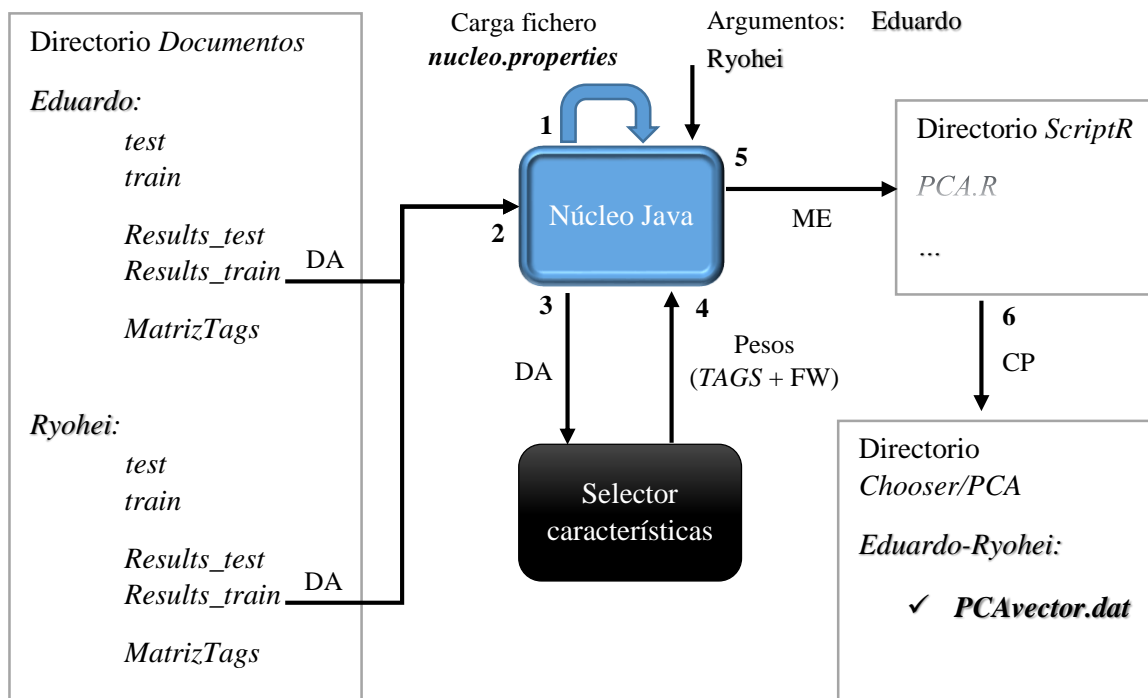 Directorio Documentos
Eduardo:
test
train
Results_test
Results_train
DA
MatrizTags
Ryohei:
test
train
Results_test
Results_train
DA
MatrizTags
Carga fichero
nucleo.properties
Argumentos: Eduardo
Ryohei
1
5
Núcleo Java
2
3
4
DA
Pesos
(TAGS + FW)
Selector
características
ME
Directorio ScriptR
PCA.R
...
6
CP
Directorio
Chooser/PCA
Eduardo-Ryohei:
✓ PCAvector.dat